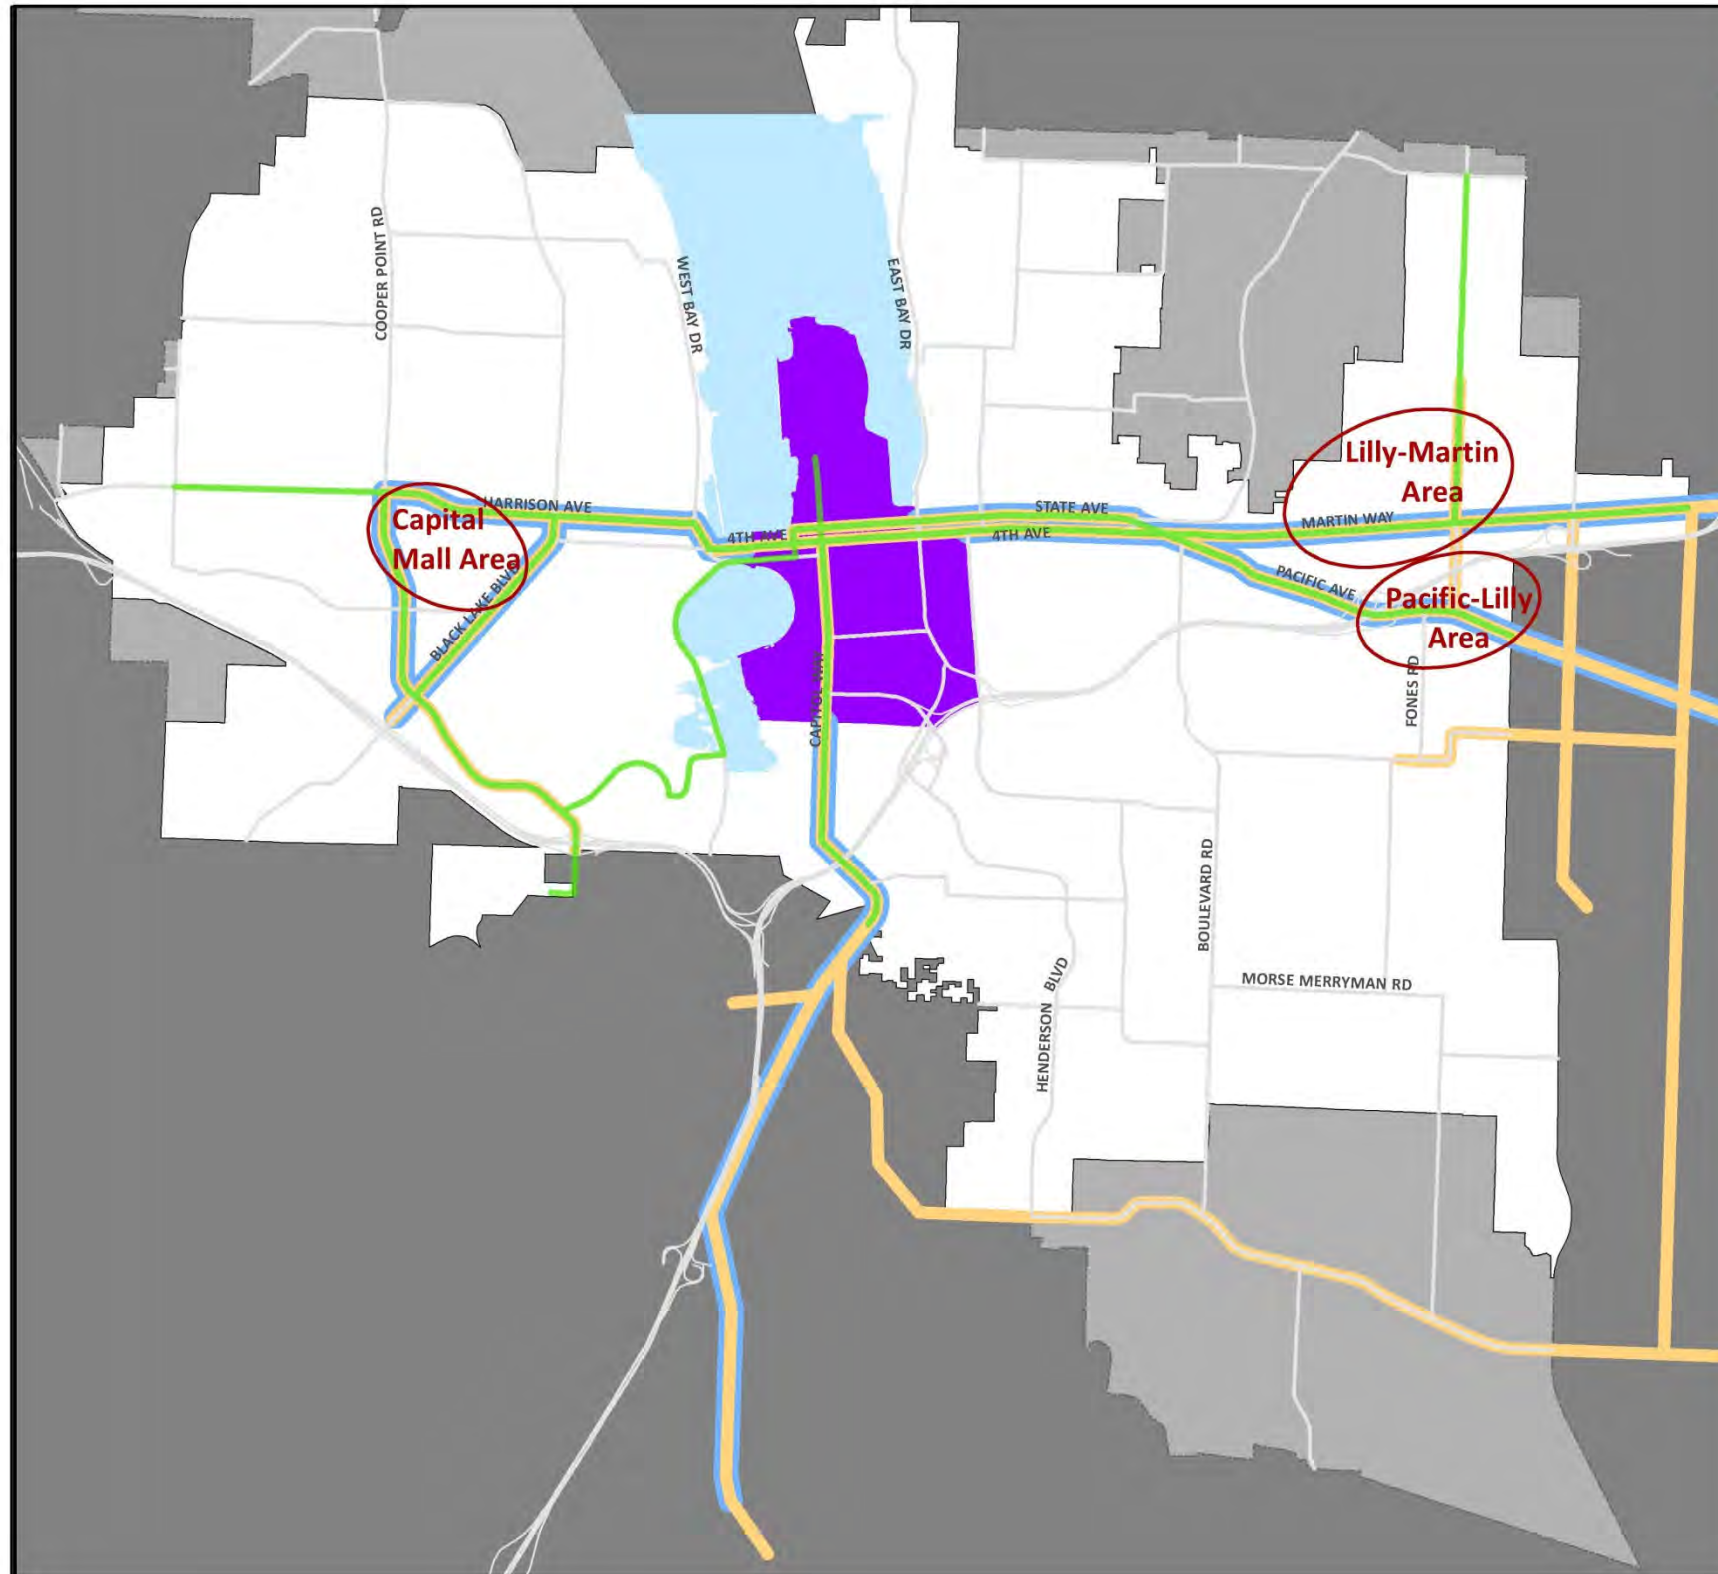 COOPER POINT RD
WEST BAY DR
EAST BAY DR
Lilly-Martin
Area
HARRISON AVE
Capital
Mall Area
STATE AVE
4TH AVE
4TH AVE
MARTIN WAY
PACIFIC AVE
Pacific-Lilly
Area
BLACK LAKE BLVD
CAPITOL WAY
FONES RD
BOULEVARD RD
HENDERSON BLVD
MORSE MERRYMAN RD